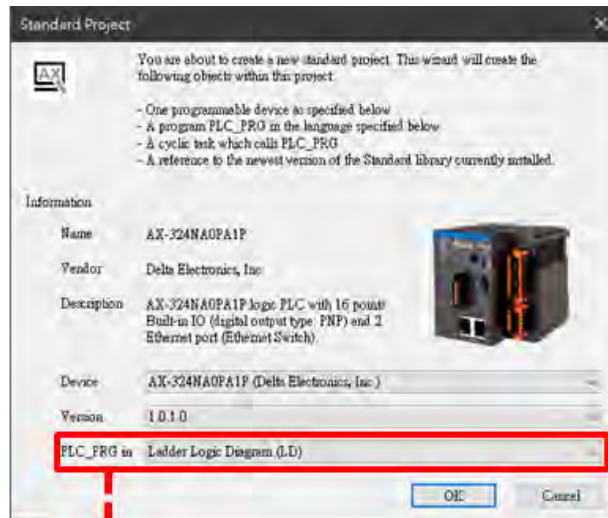 Standard Project
AX
You are about to create a new standard project. This wizard will create the
following objects within this project:
- One programmable device as specified below
- A program PLC_PRG in the language specified below
- A cyclic task which calls PLC_PRG
- A reference to the newest version of the Standard library currently installed.
Information
Name AX-324NA0PA1P
Vendor Delta Electronics, Inc
Description AX-324NA0PA1P logic PLC with 16 points
Built-in IO (digital output type: PNP) and 2
Ethernet port (Ethernet Switch).
Device AX-324NA0PA1P (Delta Electronics, Inc.)
Version 1.0.1.0
PLC_PRG in Ladder Logic Diagram (LD)
OK Cancel